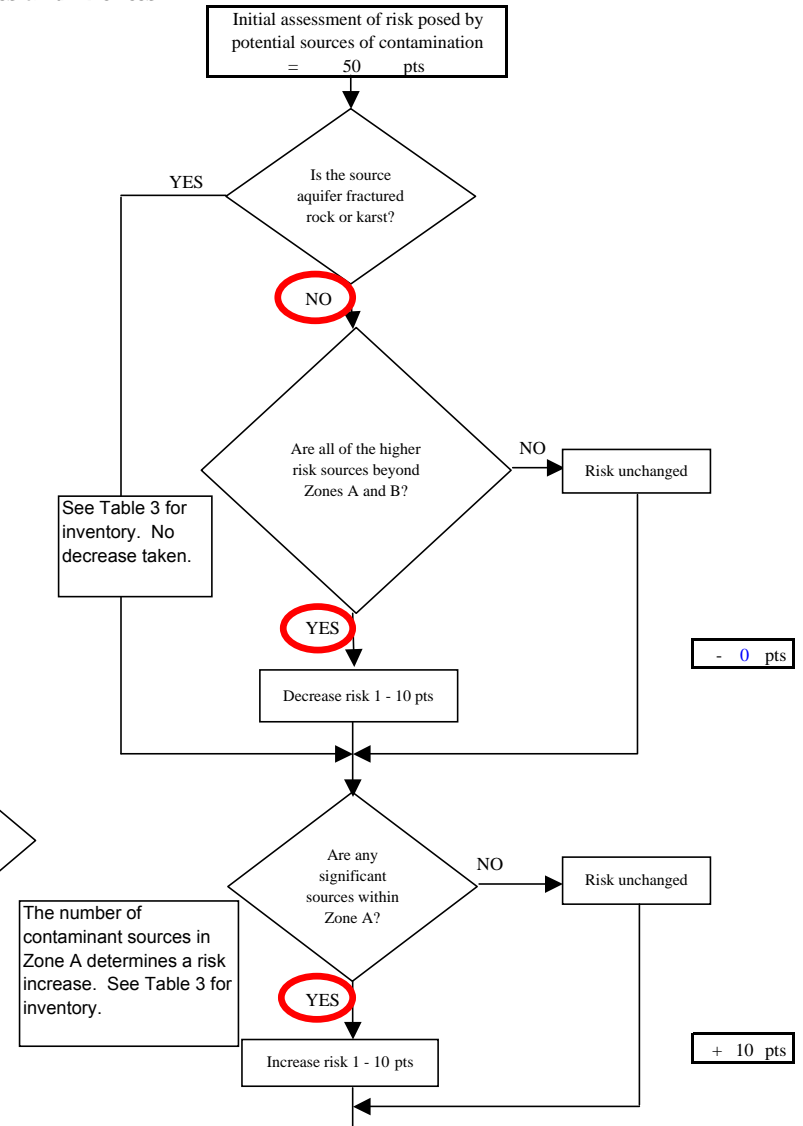 Initial assessment of risk posed by
potential sources of contamination
= 50 pts
Is the source
aquifer fractured
rock or karst?
YES
NO
Are all of the higher
risk sources beyond
Zones A and B?
NO
Risk unchanged
See Table 3 for
inventory. No
decrease taken.
YES
- 0 pts
Decrease risk 1 - 10 pts
Are any
significant
sources within
Zone A?
NO
Risk unchanged
The number of
contaminant sources in
Zone A determines a risk
increase. See Table 3 for
inventory.
YES
+ 10 pts
Increase risk 1 - 10 pts